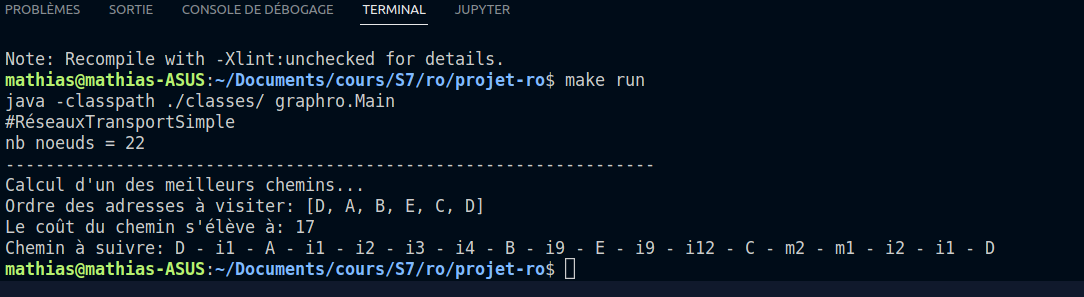 PROBLÈMES SORTIE CONSOLE DE DÉBOGAGE TERMINAL JUPYTER
Note: Recompile with -Xlint:unchecked for details.
mathias@mathias-ASUS:~/Documents/cours/S7/ro/projet-ro$ make run
java -classpath ./classes/ graphro.Main
#RéseauxTransportSimple
nb noeuds = 22
-----------------------------------------------------------------
Calcul d'un des meilleurs chemins...
Ordre des adresses à visiter: [D, A, B, E, C, D]
Le coût du chemin s'élève à: 17
Chemin à suivre: D - i1 - A - i1 - i2 - i3 - i4 - B - i9 - E - i9 - i12 - C - m2 - m1 - i2 - i1 - D
mathias@mathias-ASUS:~/Documents/cours/S7/ro/projet-ro$